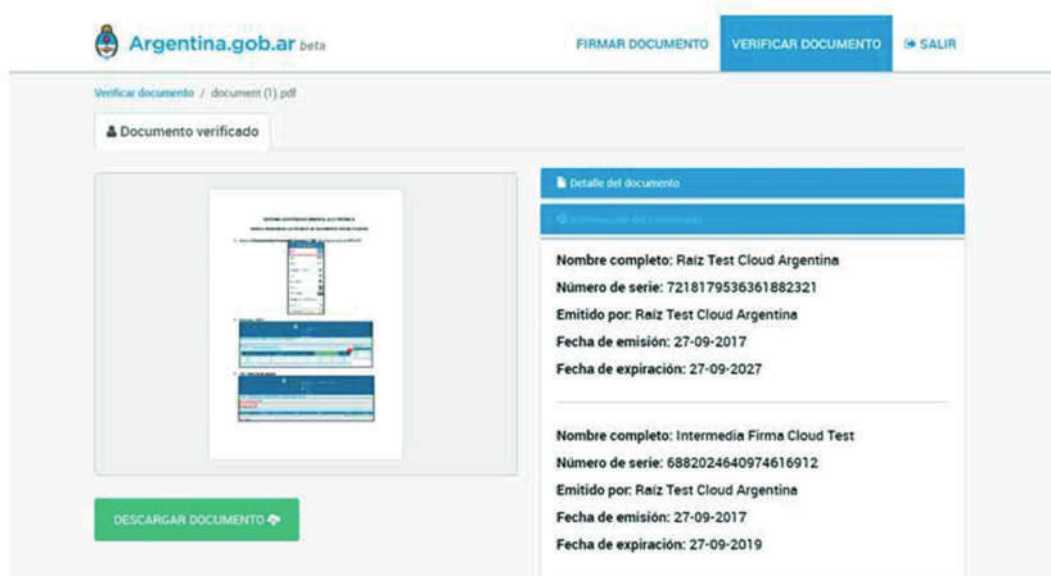 Argentina.gob.ar beta
FIRMAR DOCUMENTO
VERIFICAR DOCUMENTO
SALIR
Verificar documento / document (1) pdf
Documento verificado
Detalle del documento
Nombre completo: Raíz Test Cloud Argentina
Número de serie: 7218179536361882321
Emitido por: Raíz Test Cloud Argentina
Fecha de emisión: 27-09-2017
Fecha de expiración: 27-09-2027
Nombre completo: Intermedia Firma Cloud Test
Número de serie: 6882024640974616912
Emitido por: Raíz Test Cloud Argentina
Fecha de emisión: 27-09-2017
Fecha de expiración: 27-09-2019
DESCARGAR DOCUMENTO